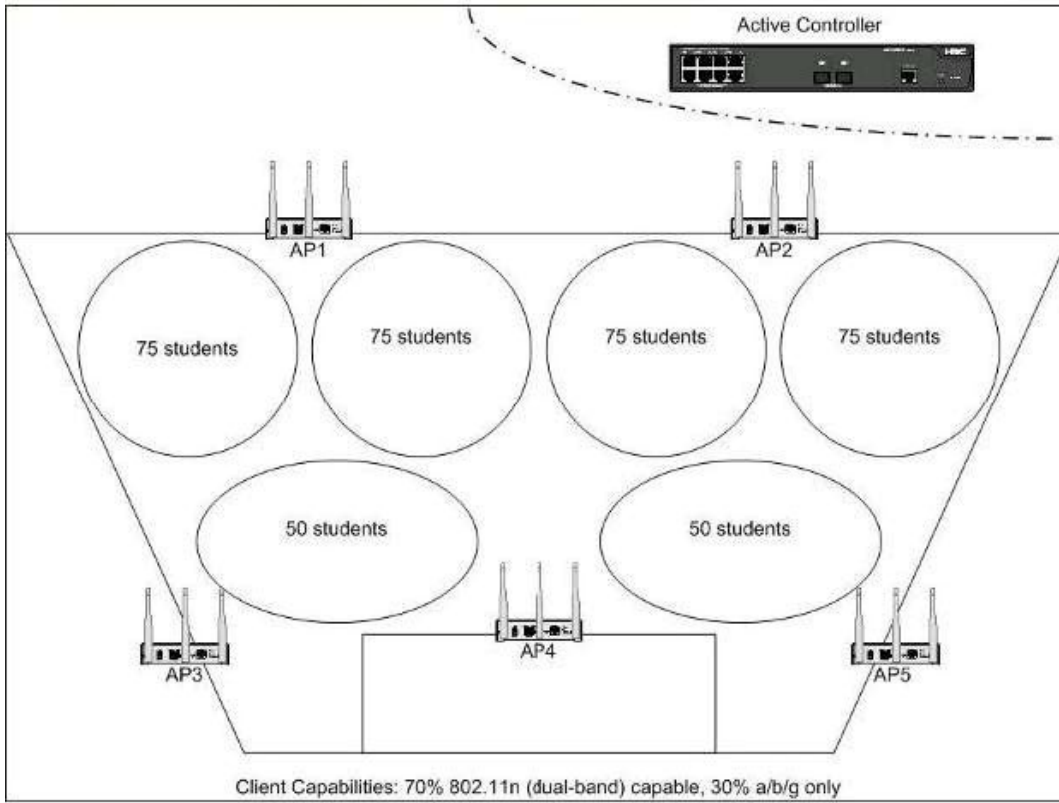 Active Controller
H3C
AP1
AP2
75 students
75 students
75 students
75 students
50 students
50 students
AP4
AP3
AP5
Client Capabilities: 70% 802.11n (dual-band) capable, 30% a/b/g only